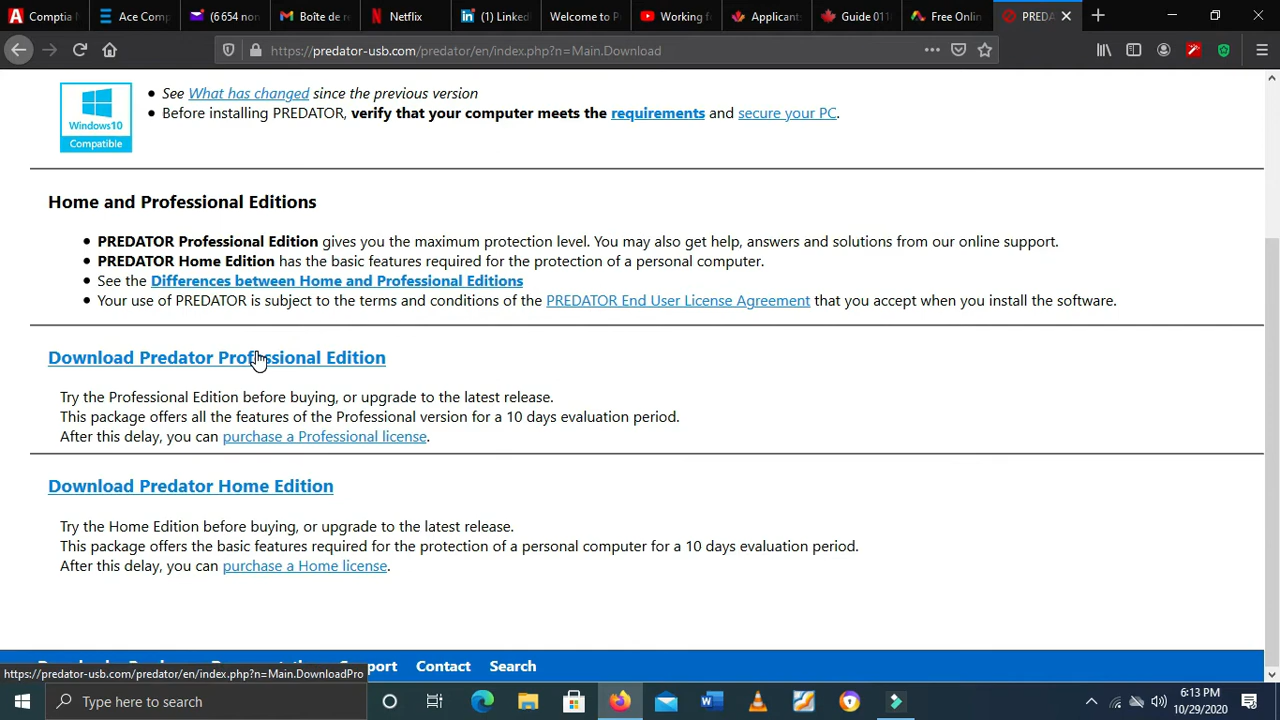 Comptia
Ace Comp
(6 654 non
Boîte de r
Netflix
(1) Linked
Welcome to P
Working f
Applicant
Guide 011
Free Onli
PREDA
https://predator-usb.com/predator/en/index.php?n=Main.Download
See What has changed since the previous version
Before installing PREDATOR, verify that your computer meets the requirements and secure your PC.
Windows10
Compatible
Home and Professional Editions
PREDATOR Professional Edition gives you the maximum protection level. You may also get help, answers and solutions from our online support.
PREDATOR Home Edition has the basic features required for the protection of a personal computer.
See the Differences between Home and Professional Editions
Your use of PREDATOR is subject to the terms and conditions of the PREDATOR End User License Agreement that you accept when you install the software.
Download Predator Professional Edition
Try the Professional Edition before buying, or upgrade to the latest release.
This package offers all the features of the Professional version for a 10 days evaluation period.
After this delay, you can purchase a Professional license.
Download Predator Home Edition
Try the Home Edition before buying, or upgrade to the latest release.
This package offers the basic features required for the protection of a personal computer for a 10 days evaluation period.
After this delay, you can purchase a Home license.
Contact Search
https://predator-usb.com/predator/en/index.php?n=Main.DownloadPro
Type here to search
6:13 PM
10/29/2020